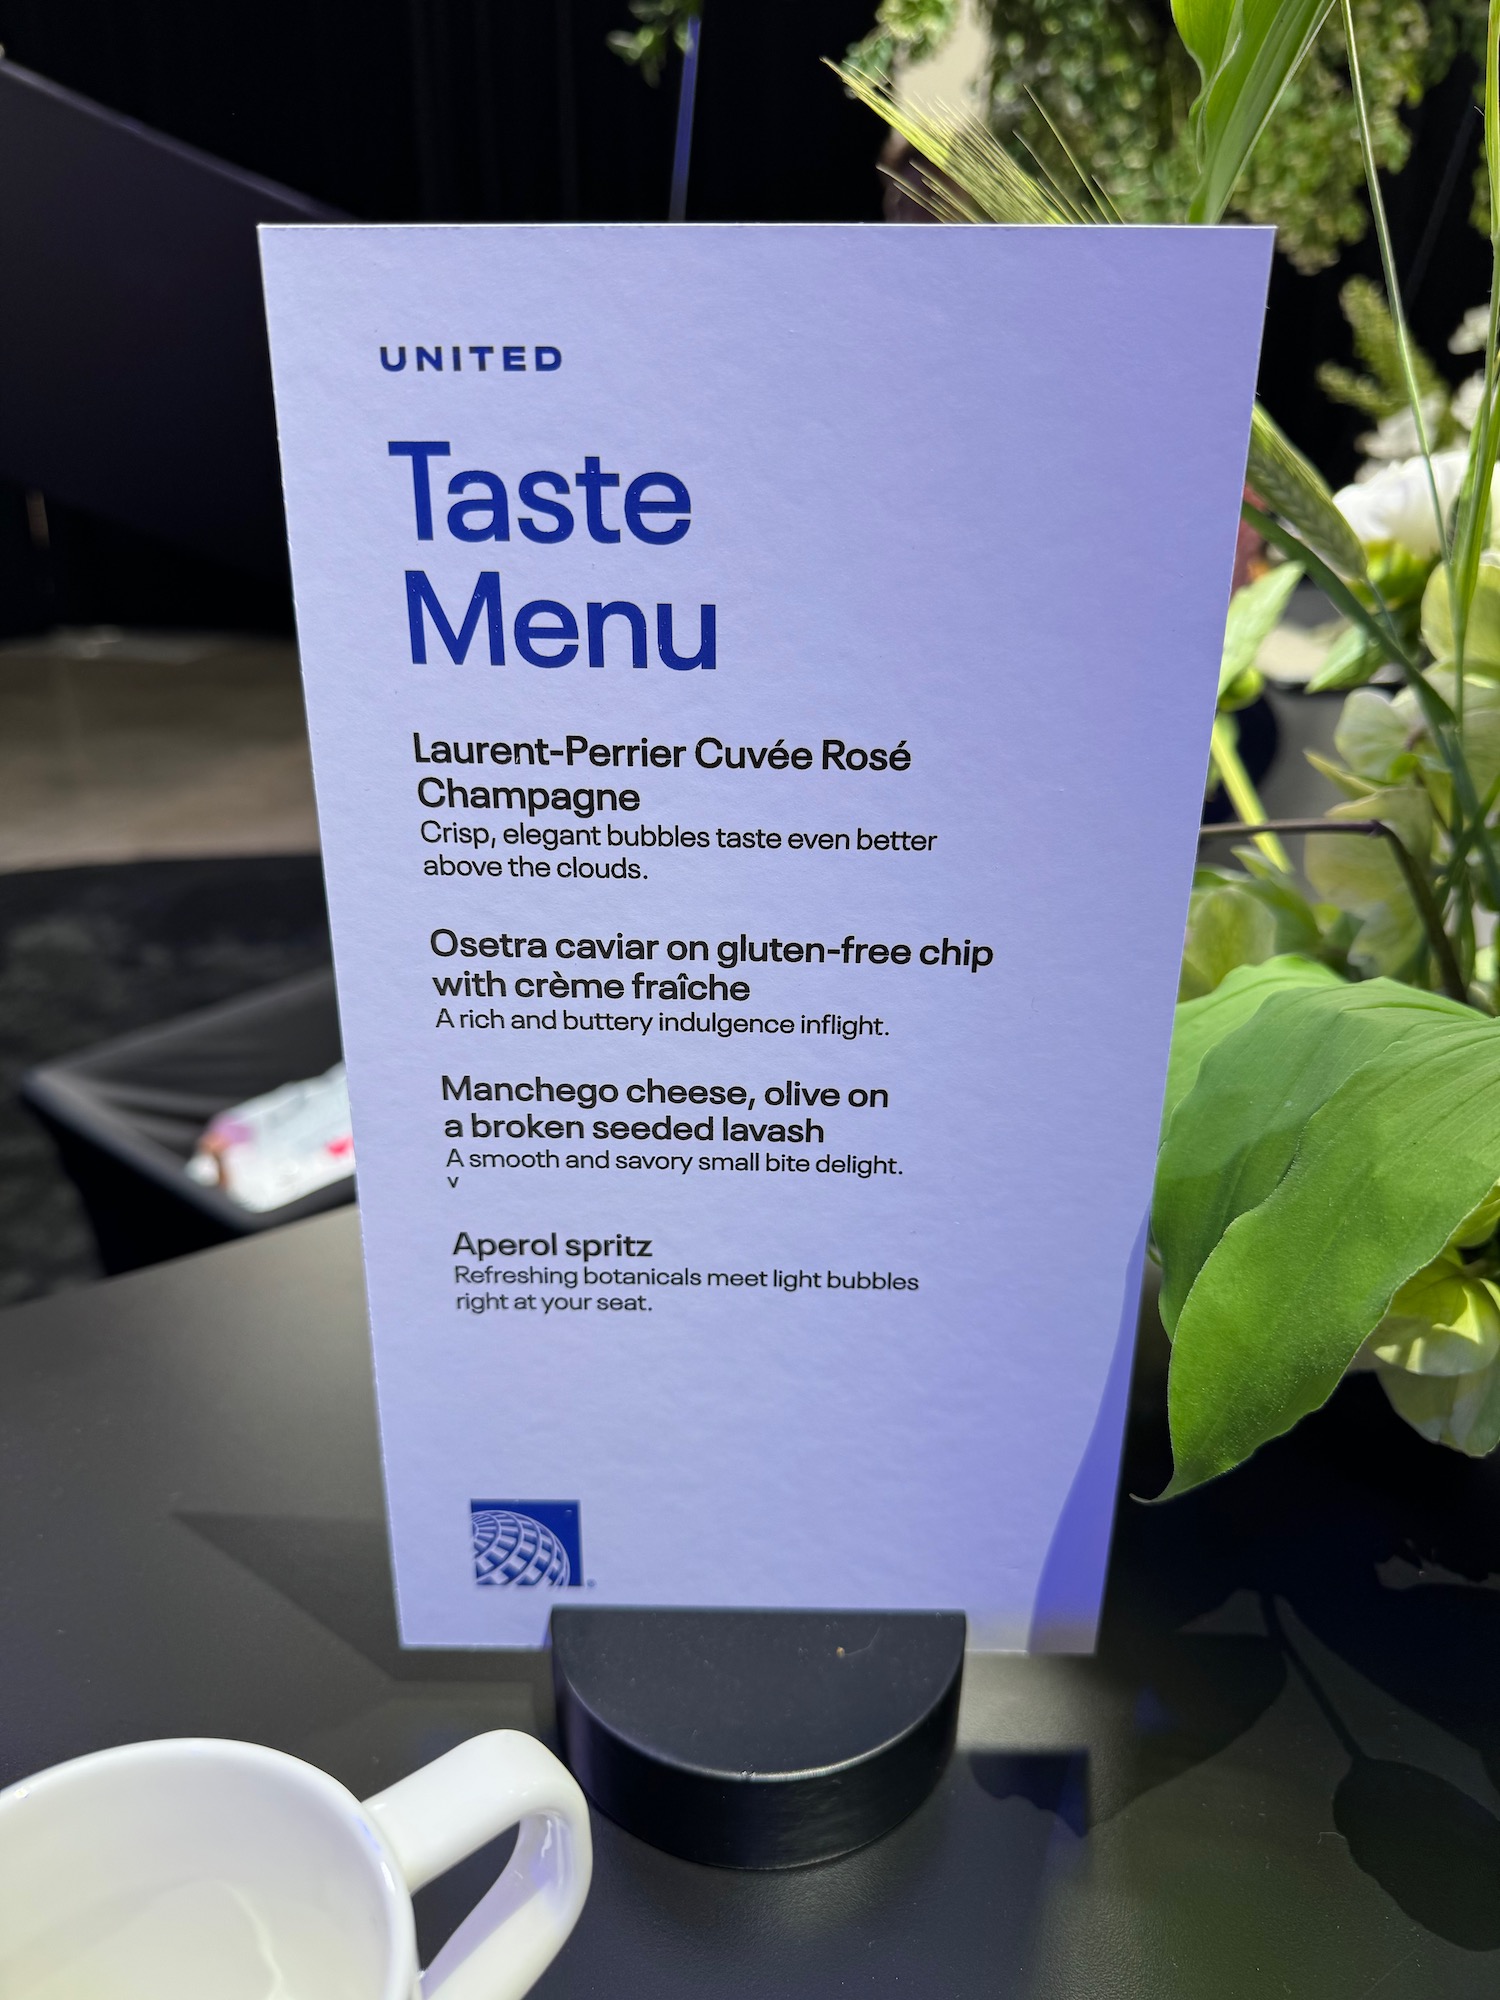 UNITED
Taste
Menu
Laurent-Perrier Cuvée Rosé
Champagne
Crisp, elegant bubbles taste even better
above the clouds.
Osetra caviar on gluten-free chip
with crème fraîche
A rich and buttery indulgence inflight.
Manchego cheese, olive on
a broken seeded lavash
A smooth and savory small bite delight.
v
Aperol spritz
Refreshing botanicals meet light bubbles
right at your seat.